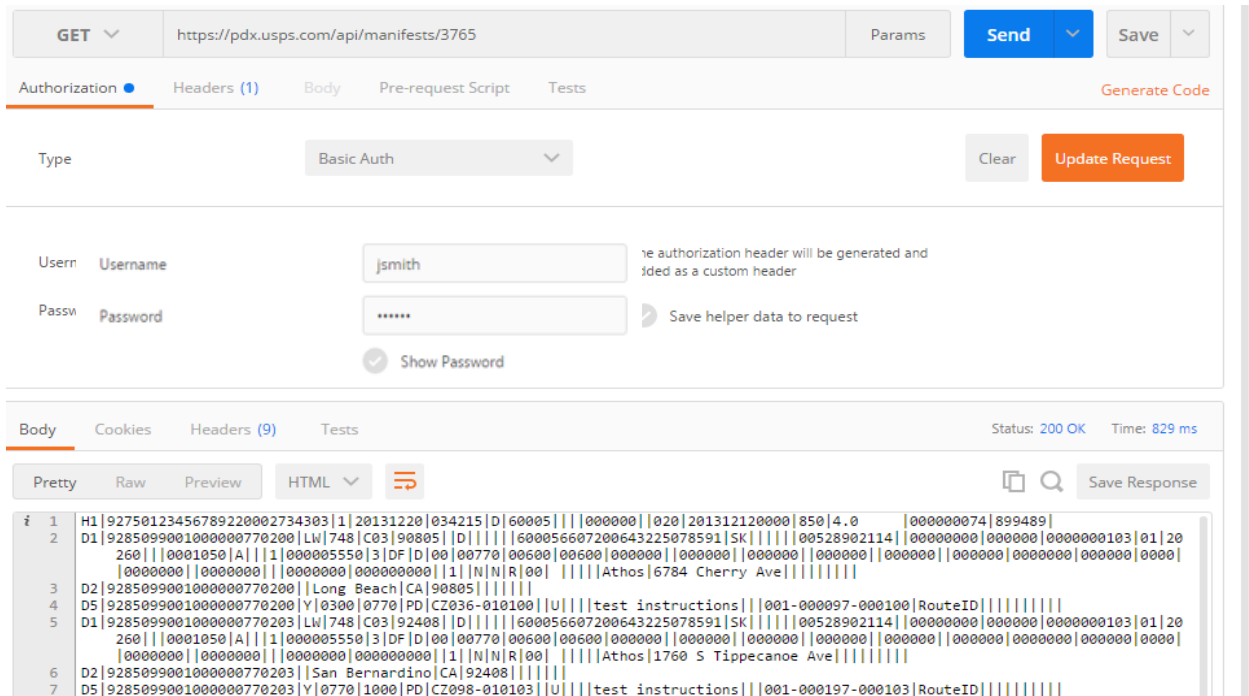 GET https://pdx.usps.com/api/manifests/3765 Params Send Save
Authorization Headers (1) Body Pre-request Script Tests Generate Code
Type Basic Auth Clear Update Request
Usern Username jsmith he authorization header will be generated and
dded as a custom header
Passw Password •••••• Save helper data to request
Show Password
Body Cookies Headers (9) Tests Status: 200 OK Time: 829 ms
Pretty Raw Preview HTML Save Response
i 1 H1|92750123456789220002734303|1|20131220|034215|D|60005||||000000||020|201312120000|850|4.0 |000000074|899489|
2 D1|9285099001000000770200|LW|748|C03|90805||D||||||600056607200643225078591|SK||||||00528902114||00000000|000000|0000000103|01|20
260|||0001050|A|||1|000005550|3|DF|D|00|00770|00600|00600|000000||000000||000000||000000||000000||000000|0000000|000000|0000|
|0000000||0000000|||0000000|000000000||1||N|N|R|00| |||||Athos|6784 Cherry Ave|||||||||
3 D2|9285099001000000770200||Long Beach|CA|90805|||||||
4 D5|9285099001000000770200|Y|0300|0770|PD|CZ036-010100||U||||test instructions|||001-000097-000100|RouteID||||||||||
5 D1|9285099001000000770203|LW|748|C03|92408||D||||||600056607200643225078591|SK||||||00528902114||00000000|000000|0000000103|01|20
260|||0001050|A|||1|000005550|3|DF|D|00|00770|00600|00600|000000||000000||000000||000000||000000||000000|0000000|000000|0000|
|0000000||0000000|||0000000|000000000||1||N|N|R|00| |||||Athos|1760 S Tippecanoe Ave|||||||||
6 D2|9285099001000000770203||San Bernardino|CA|92408|||||||
7 D5|9285099001000000770203|Y|0770|1000|PD|CZ098-010103||U||||test instructions|||001-000197-000103|RouteID||||||||||